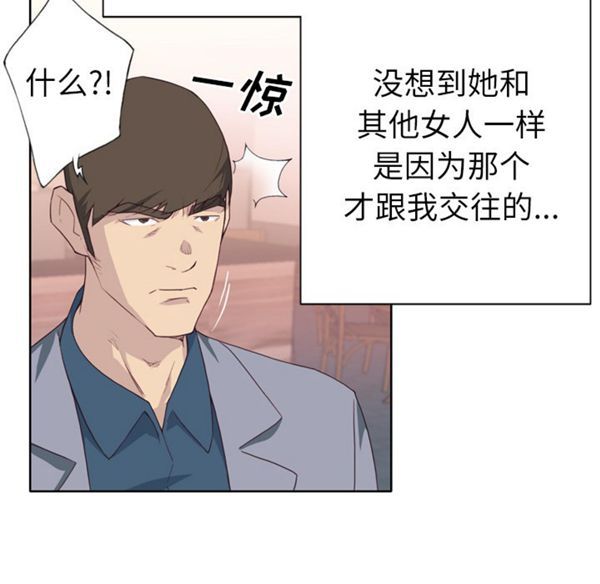 什么?!
一惊
没想到她和
其他女人一样
是因为那个
才跟我交往的...